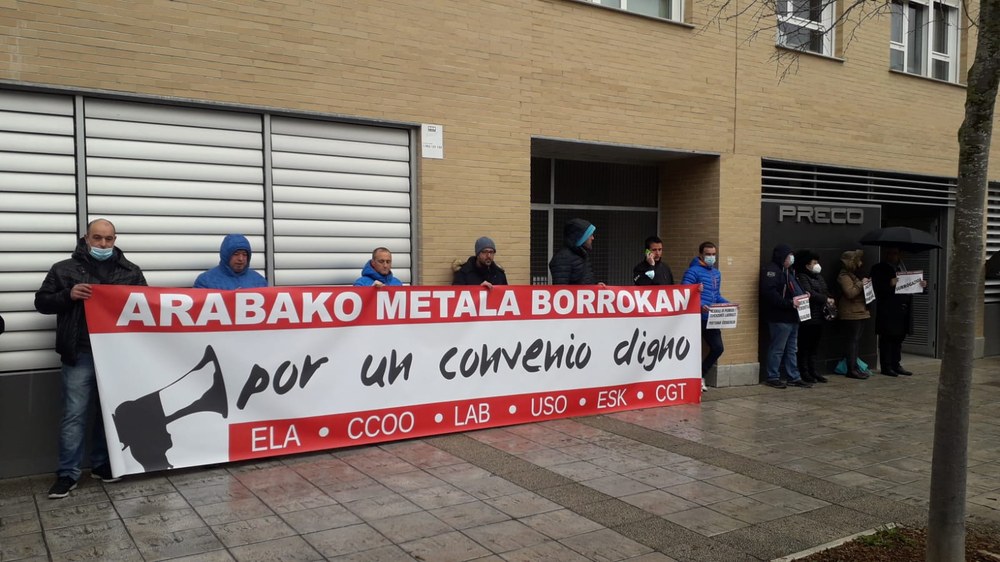 PRECO
ARABAKO METALA BORROKAN
por un convenio digno
ELA • CCOO • LAB • USO • ESK • CGT